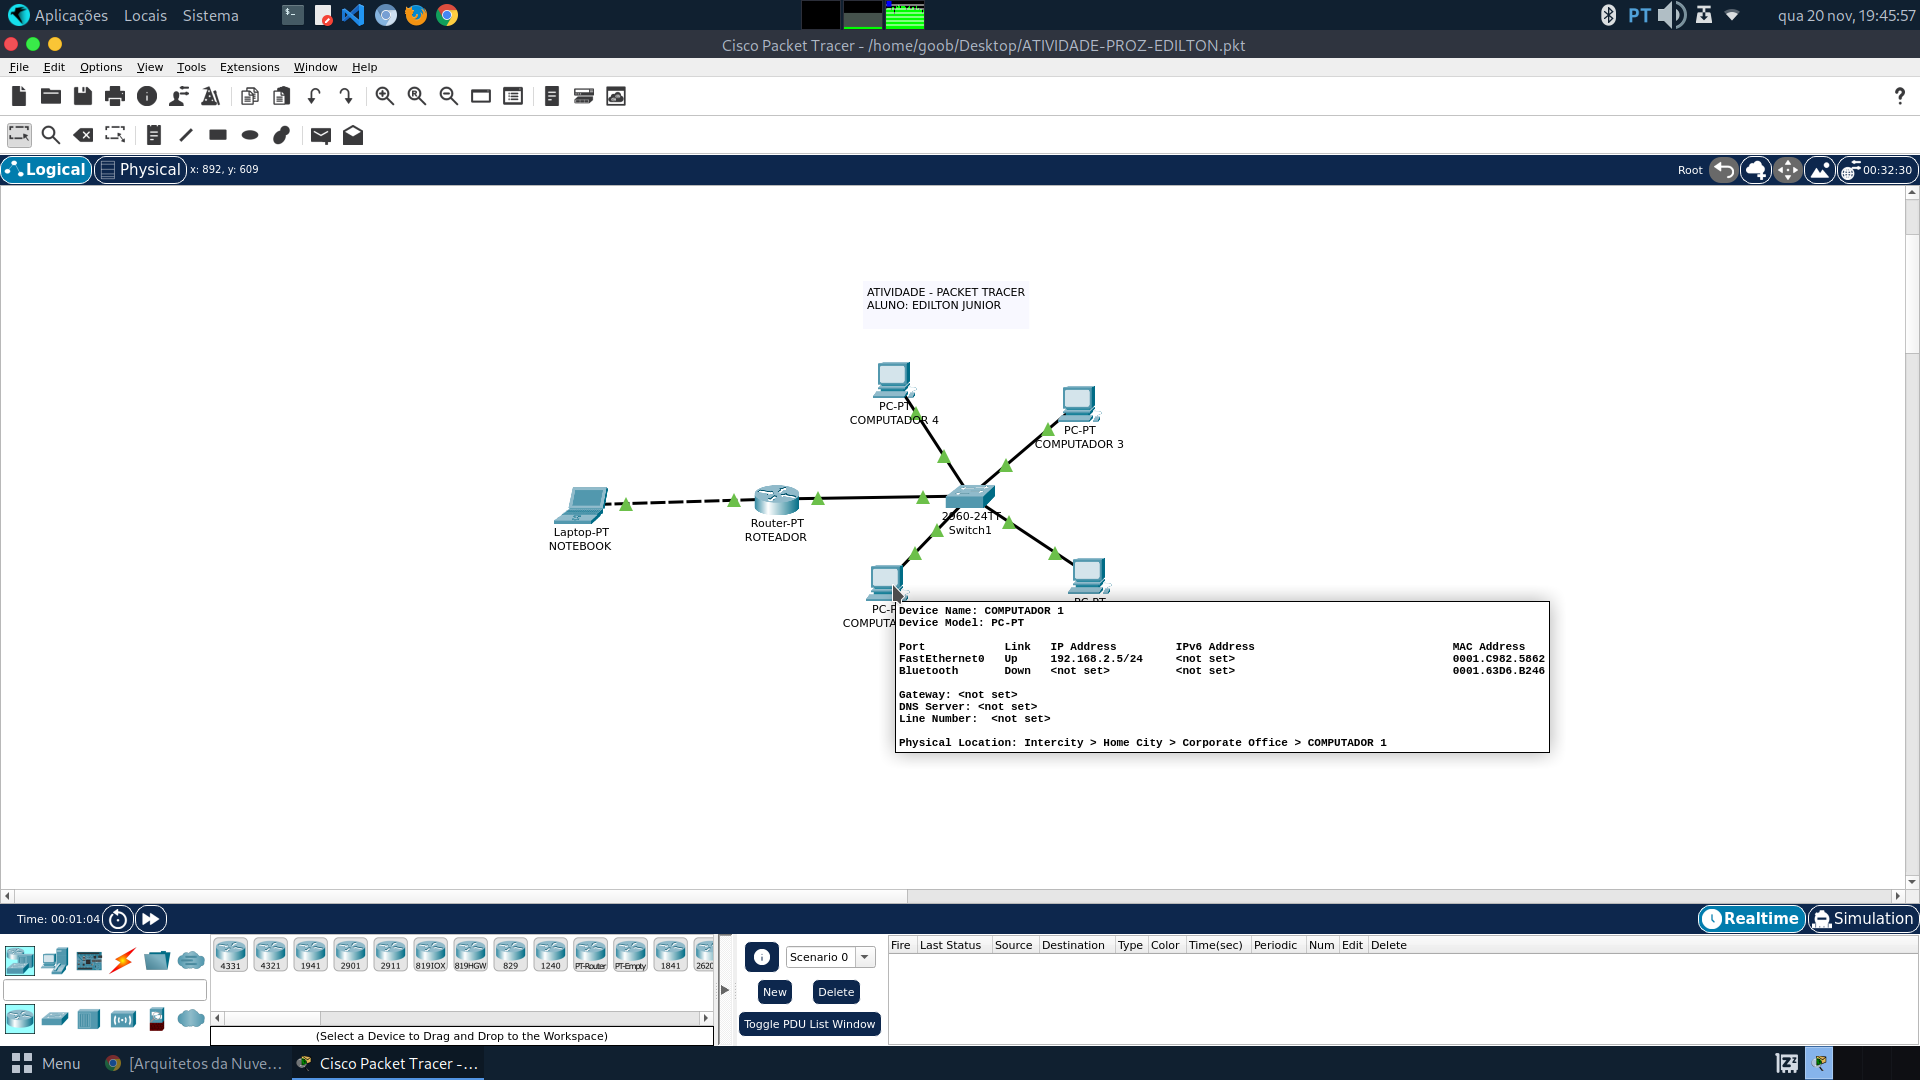 Aplicações Locais Sistema PT qua 20 nov, 19:45:57
Cisco Packet Tracer - /home/goob/Desktop/ATIVIDADE-PROZ-EDILTON.pkt
File Edit Options View Tools Extensions Window Help
Logical Physical x: 892, y: 609 Root 00:32:30
ATIVIDADE - PACKET TRACER
ALUNO: EDILTON JUNIOR
PC-PT
COMPUTADOR 4
PC-PT
COMPUTADOR 3
Laptop-PT
NOTEBOOK
Router-PT
ROTEADOR
2960-24TT
Switch1
PC-PT
Device Name: COMPUTADOR 1
Device Model: PC-PT
Port Link IP Address IPv6 Address MAC Address
FastEthernet0 Up 192.168.2.5/24 <not set> 0001.C982.5862
Bluetooth Down <not set> <not set> 0001.63D6.B246
Gateway: <not set>
DNS Server: <not set>
Line Number: <not set>
Physical Location: Intercity > Home City > Corporate Office > COMPUTADOR 1
Time: 00:01:04 Realtime Simulation
4331 4321 1941 2901 2911 819IOX 819HGW 829 1240 PT-Router PT-Empty 1841 2620
Scenario 0
New Delete
Toggle PDU List Window
(Select a Device to Drag and Drop to the Workspace)
Fire Last Status Source Destination Type Color Time(sec) Periodic Num Edit Delete
Menu [Arquitetos da Nuve... Cisco Packet Tracer -...